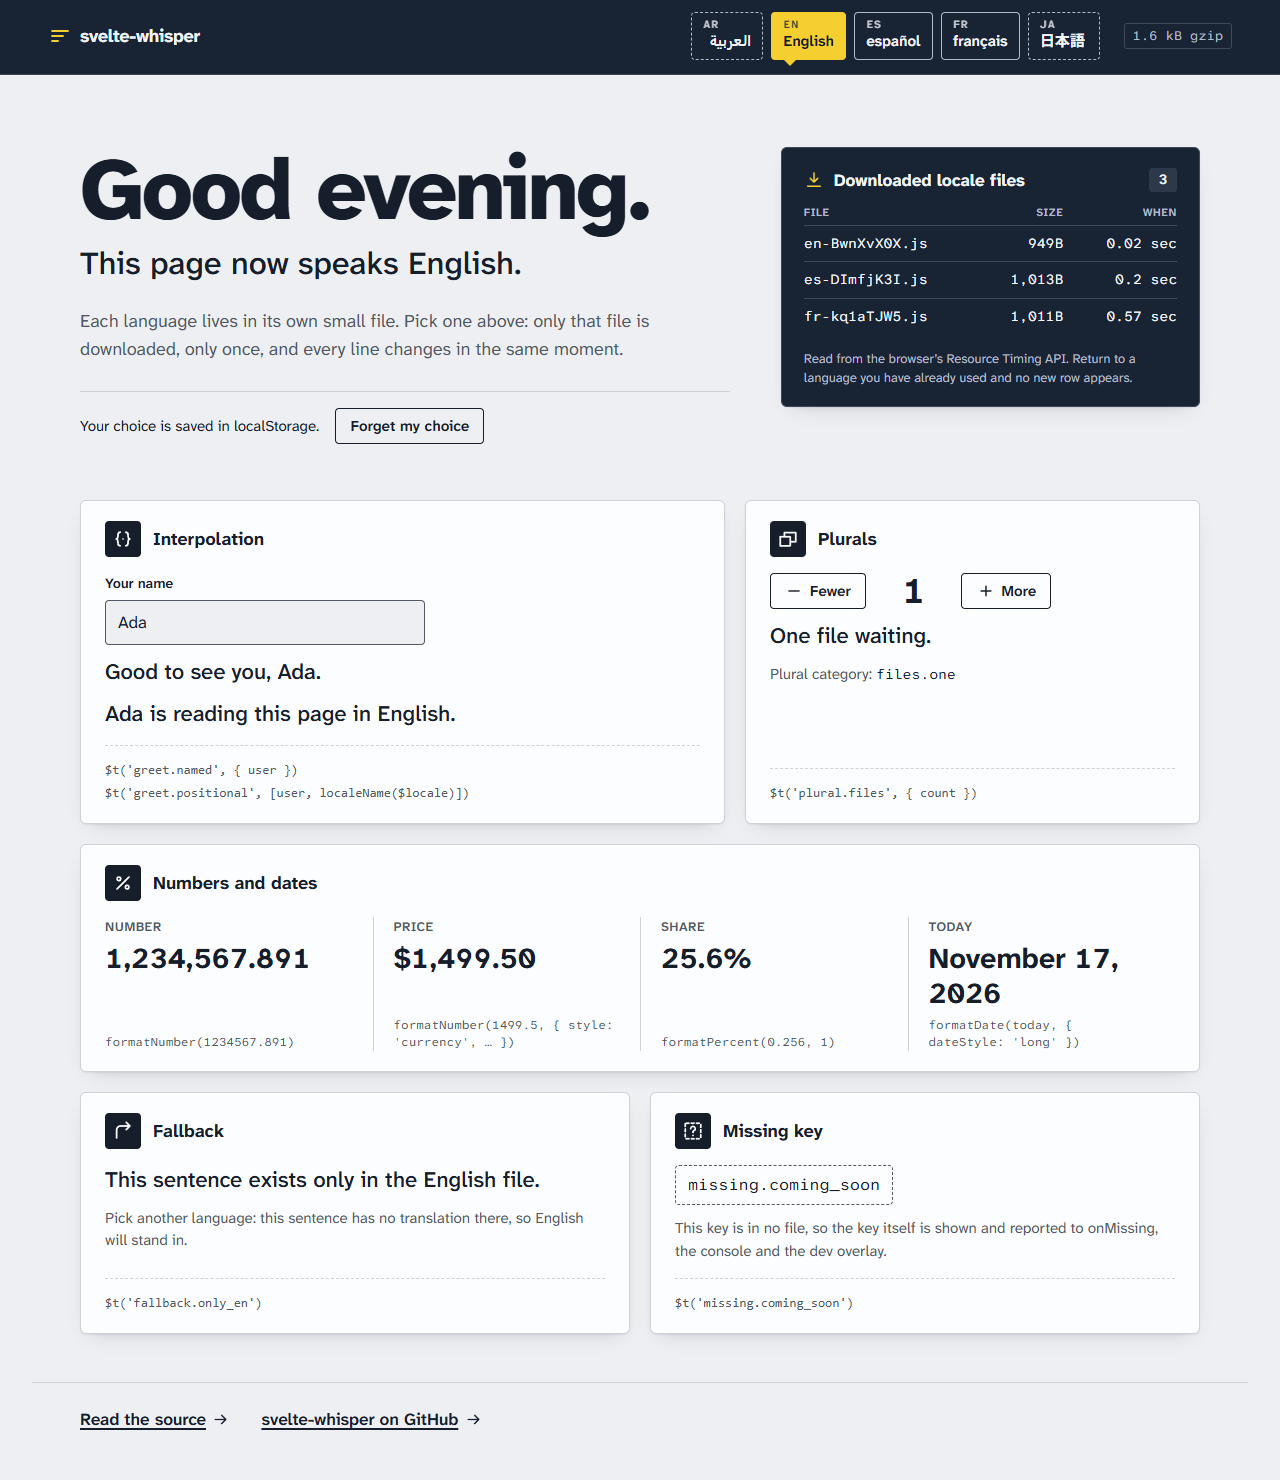 svelte-whisper
AR
العربية
EN
English
ES
español
FR
français
JA
日本語
1.6 kB gzip
Good evening.
This page now speaks English.
Each language lives in its own small file. Pick one above: only that file is
downloaded, only once, and every line changes in the same moment.
Your choice is saved in localStorage.
Forget my choice
Downloaded locale files
3
FILE SIZE WHEN
en-BwnXvX0X.js 949B 0.02 sec
es-DImfjK3I.js 1,013B 0.2 sec
fr-kq1aTJW5.js 1,011B 0.57 sec
Read from the browser's Resource Timing API. Return to a
language you have already used and no new row appears.
Interpolation
Your name
Ada
Good to see you, Ada.
Ada is reading this page in English.
$t('greet.named', { user })
$t('greet.positional', [user, localeName($locale)])
Plurals
Fewer
1
More
One file waiting.
Plural category: files.one
$t('plural.files', { count })
Numbers and dates
NUMBER
1,234,567.891
formatNumber(1234567.891)
PRICE
$1,499.50
formatNumber(1499.5, { style:
'currency', … })
SHARE
25.6%
formatPercent(0.256, 1)
TODAY
November 17,
2026
formatDate(today, {
dateStyle: 'long' })
Fallback
This sentence exists only in the English file.
Pick another language: this sentence has no translation there, so English
will stand in.
$t('fallback.only_en')
Missing key
missing.coming_soon
This key is in no file, so the key itself is shown and reported to onMissing,
the console and the dev overlay.
$t('missing.coming_soon')
Read the source →
svelte-whisper on GitHub →